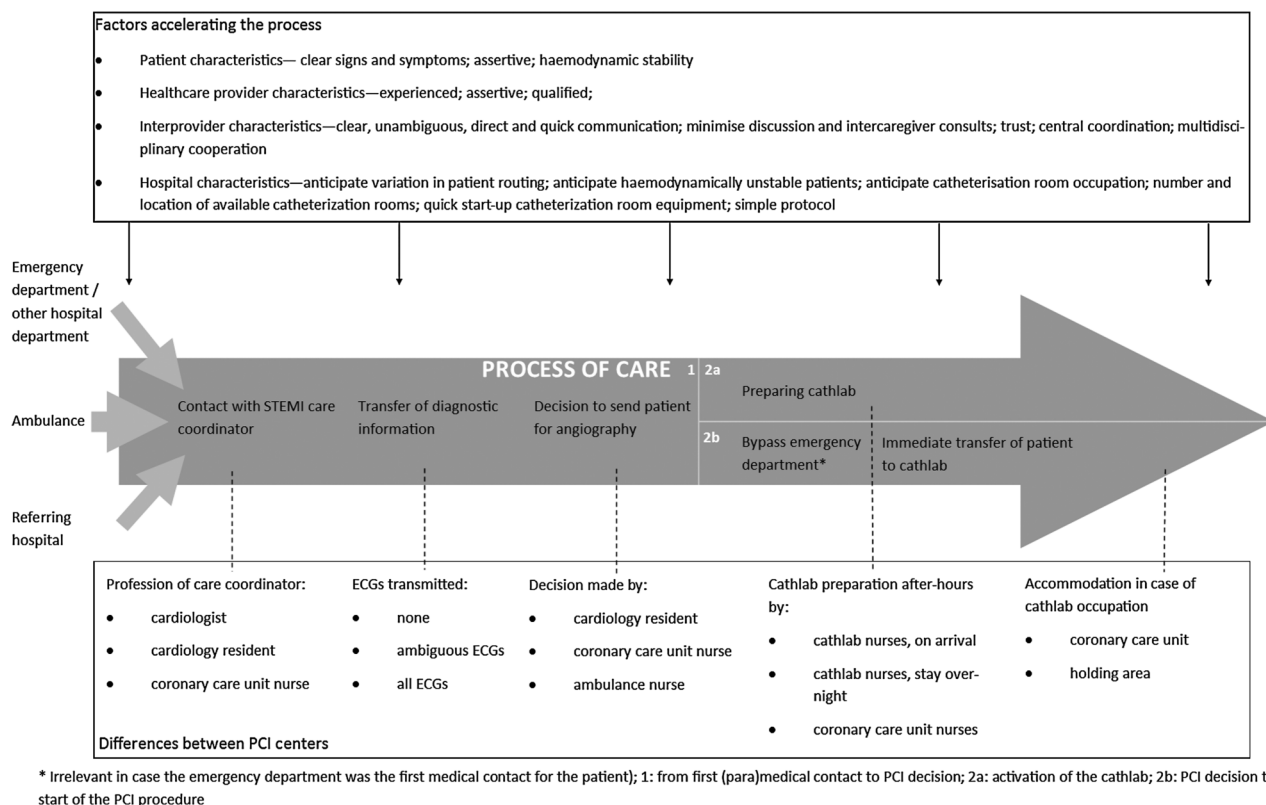 Factors accelerating the process
● Patient characteristics— clear signs and symptoms; assertive; haemodynamic stability
● Healthcare provider characteristics—experienced; assertive; qualified;
● Interprovider characteristics—clear, unambiguous, direct and quick communication; minimise discussion and intercaregiver consults; trust; central coordination; multidisci-
plinary cooperation
● Hospital characteristics—anticipate variation in patient routing; anticipate haemodynamically unstable patients; anticipate catheterisation room occupation; number and
location of available catheterization rooms; quick start-up catheterization room equipment; simple protocol
Emergency
department /
other hospital
department
Ambulance
Referring
hospital
PROCESS OF CARE
1
2a
2b
Contact with STEMI care
coordinator
Transfer of diagnostic
information
Decision to send patient
for angiography
Preparing cathlab
Bypass emergency
department*
Immediate transfer of patient
to cathlab
Profession of care coordinator:
● cardiologist
● cardiology resident
● coronary care unit nurse
ECGs transmitted:
● none
● ambiguous ECGs
● all ECGs
Decision made by:
● cardiology resident
● coronary care unit nurse
● ambulance nurse
Cathlab preparation after-hours
by:
● cathlab nurses, on arrival
● cathlab nurses, stay over-
night
● coronary care unit nurses
Accommodation in case of
cathlab occupation
● coronary care unit
● holding area
Differences between PCI centers
* Irrelevant in case the emergency department was the first medical contact for the patient); 1: from first (para)medical contact to PCI decision; 2a: activation of the cathlab; 2b: PCI decision
start of the PCI procedure